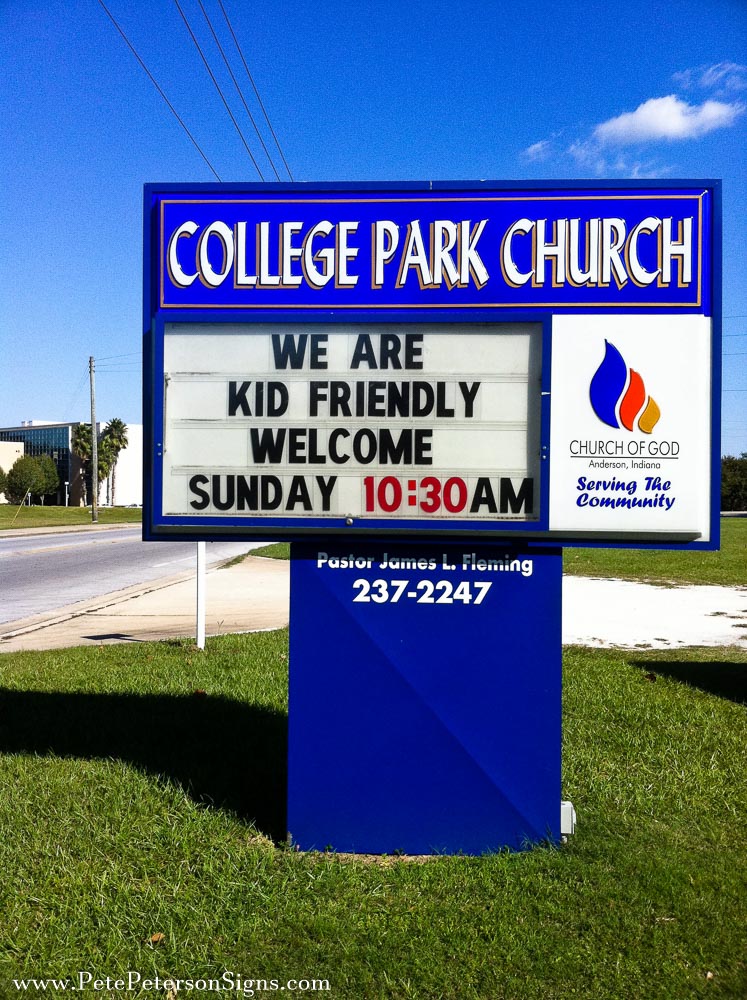 COLLEGE PARK CHURCH
WE ARE
KID FRIENDLY
WELCOME
SUNDAY 10:30AM
CHURCH OF GOD
Anderson, Indiana
Serving The
Community
Pastor James L. Fleming
237-2247
www.PetePetersonSigns.com